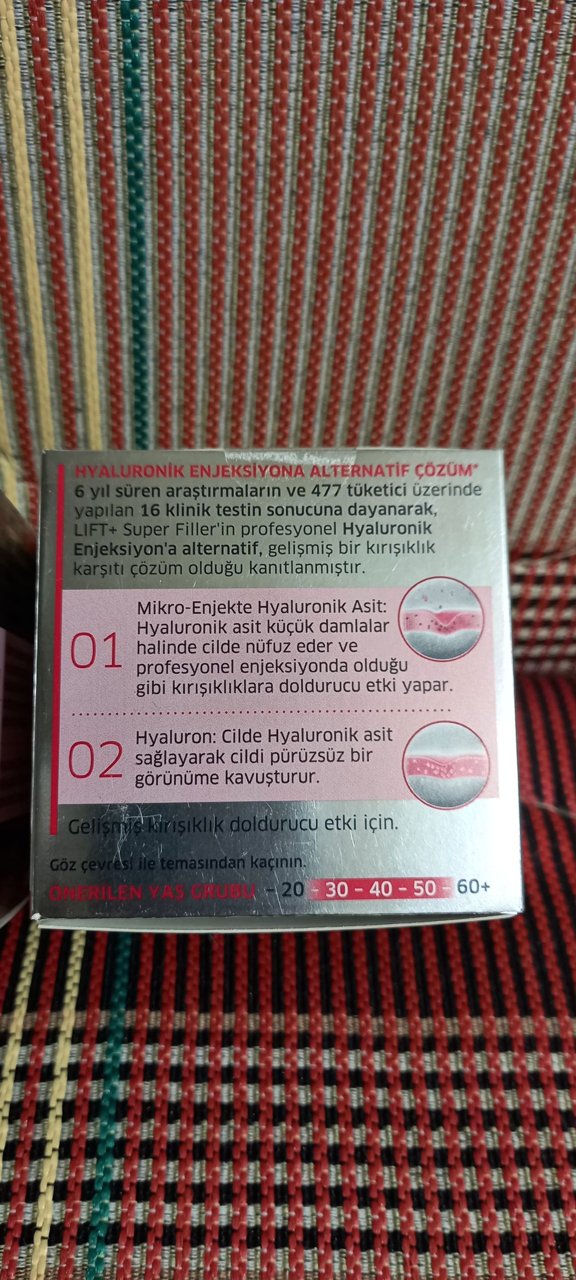 HYALURONİK ENJEKSİYONA ALTERNATİF ÇÖZÜM*
6 yıl süren araştırmaların ve 477 tüketici üzerinde
yapılan 16 klinik testin sonucuna dayanarak,
LIFT+ Super Filler'in profesyonel Hyaluronik
Enjeksiyon'a alternatif, gelişmiş bir kırışıklık
karşıtı çözüm olduğu kanıtlanmıştır.
01
Mikro-Enjekte Hyaluronik Asit:
Hyaluronik asit küçük damlalar
halinde cilde nüfuz eder ve
profesyonel enjeksiyonda olduğu
gibi kırışıklıklara doldurucu etki yapar.
02
Hyaluron: Cilde Hyaluronik asit
sağlayarak cildi pürüzsüz bir
görünüme kavuşturur.
Gelişmiş kırışıklık doldurucu etki için.
Göz çevresi ile temasından kaçının.
ÖNERİLEN YAŞ GRUBU - 20 - 30 - 40 - 50 - 60+